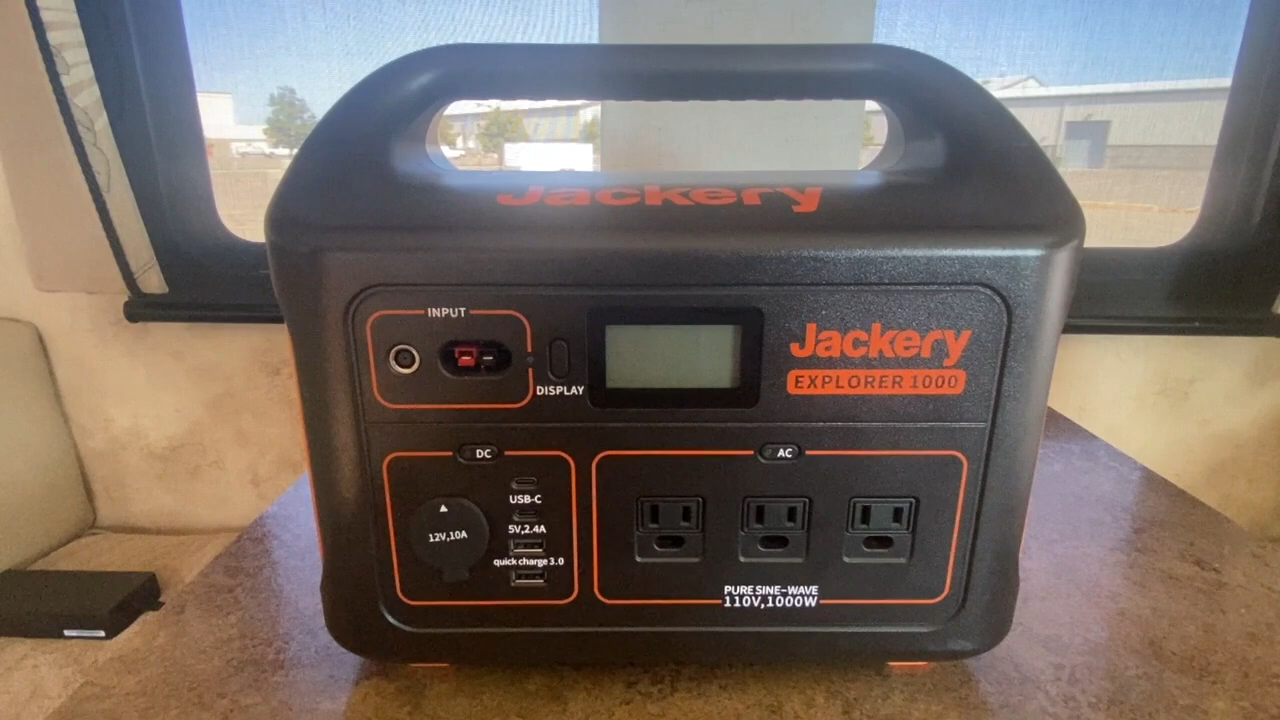 Jackery
INPUT
DISPLAY
Jackery
EXPLORER 1000
DC
AC
USB-C
12V,10A
5V,2.4A
quick charge 3.0
PURE SINE-WAVE
110V,1000W